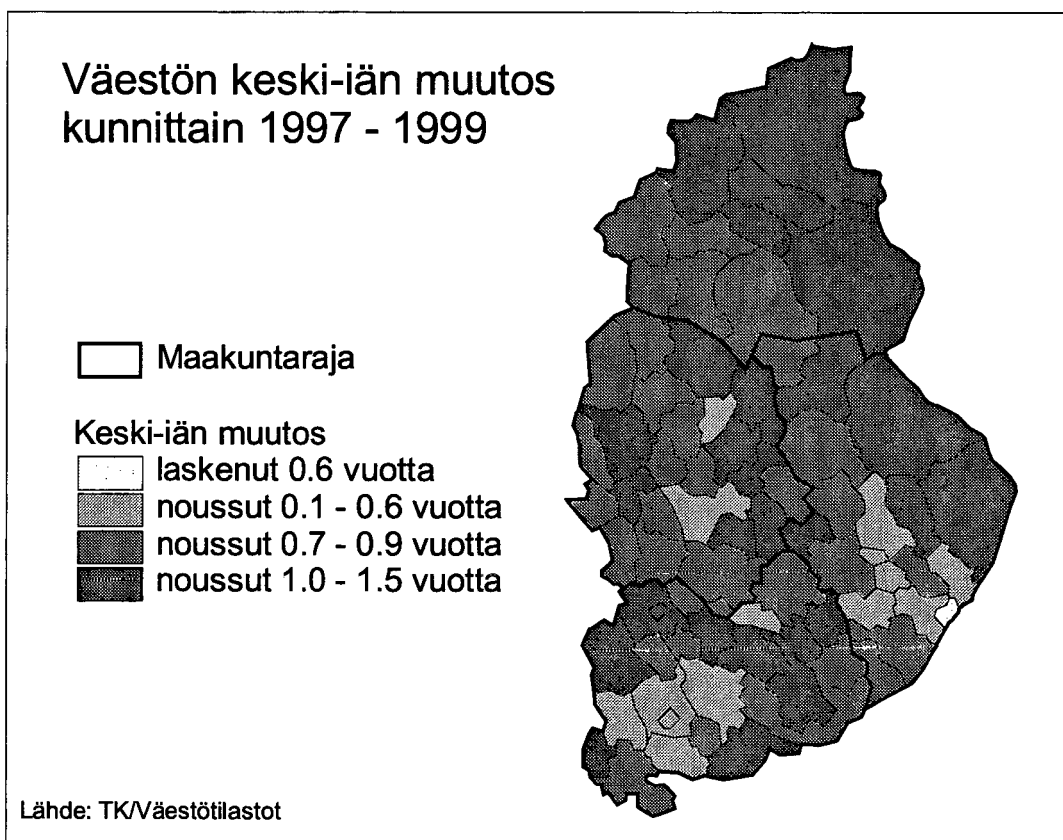 Väestön keski-iän muutos
kunnittain 1997 - 1999
Maakuntaraja
Keski-iän muutos
laskenut 0.6 vuotta
noussut 0.1 - 0.6 vuotta
noussut 0.7 - 0.9 vuotta
noussut 1.0 - 1.5 vuotta
Lähde: TK/Väestötilastot